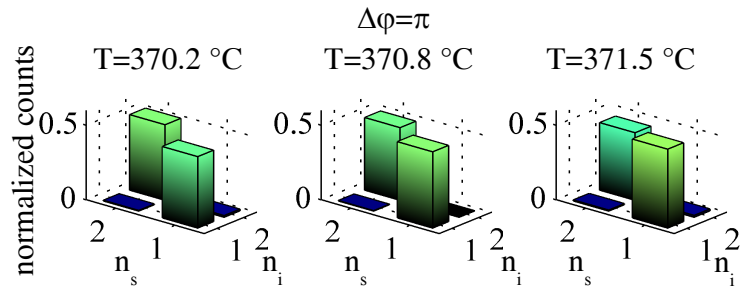 Δφ=π
T=370.2 °C T=370.8 °C T=371.5 °C
normalized counts
0.5 0.5 0.5
0 0 0
2 1 1 2 2 1 1 2 2 1 1 2
n_s n_i n_s n_i n_s n_i